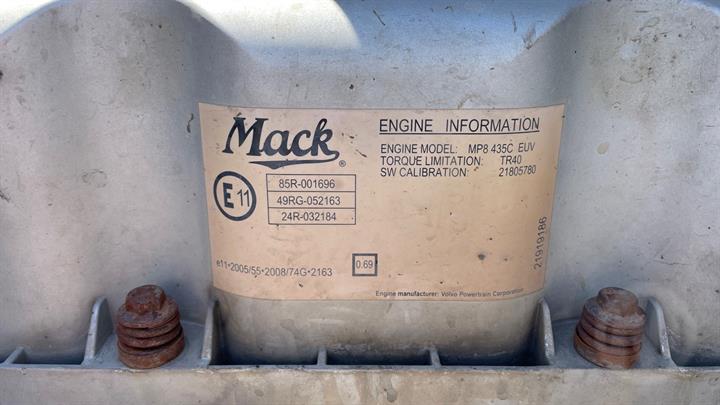 Mack
®
ENGINE INFORMATION
ENGINE MODEL: MP8 435C EUV
TORQUE LIMITATION: TR40
SW CALIBRATION: 21805780
E 11
85R-001696
49RG-052163
24R-032184
e11•2005/55•2008/74G•2163
0.69
21919186
Engine manufacturer: Volvo Powertrain Corporation